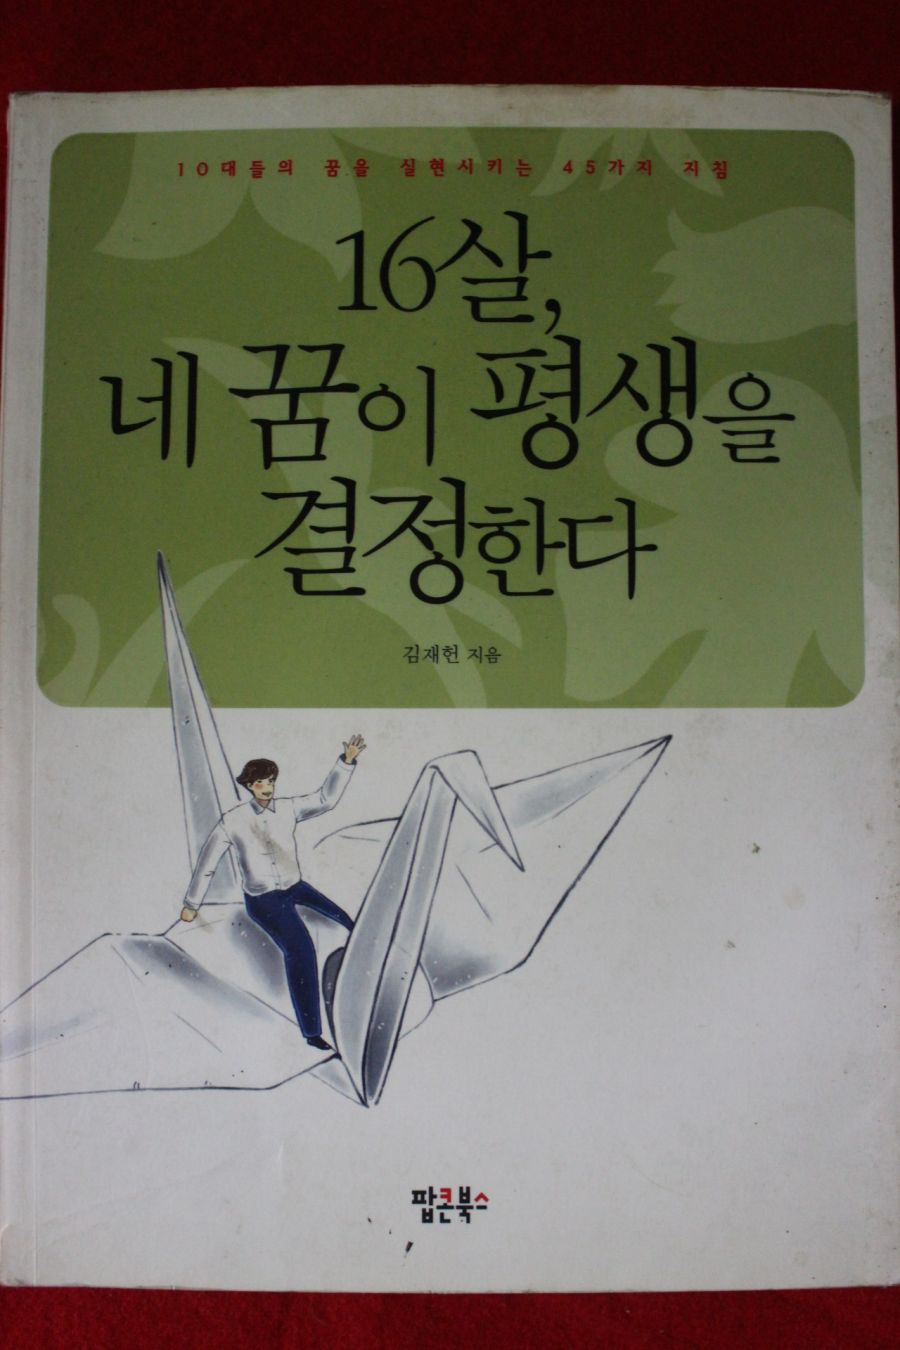 10대들의 꿈을 실현시키는 45가지 지침
16살,
네 꿈이 평생을
결정한다
김재헌 지음
팝콘북스